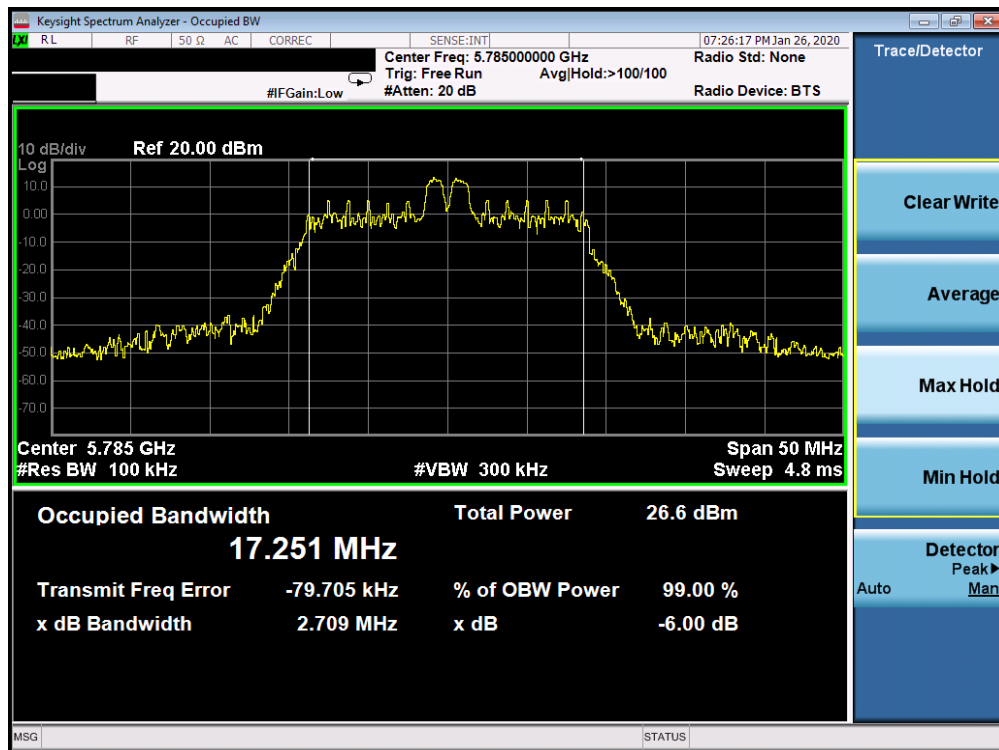 Keysight Spectrum Analyzer - Occupied BW
LXI RL RF 50 Ω AC CORREC SENSE:INT 07:26:17 PM Jan 26, 2020
Center Freq: 5.785000000 GHz Radio Std: None
Trig: Free Run Avg|Hold:>100/100
#IFGain:Low #Atten: 20 dB Radio Device: BTS
10 dB/div Ref 20.00 dBm
Log
10.0
0.00
-10.0
-20.0
-30.0
-40.0
-50.0
-60.0
-70.0
Center 5.785 GHz Span 50 MHz
#Res BW 100 kHz #VBW 300 kHz Sweep 4.8 ms
Occupied Bandwidth Total Power 26.6 dBm
17.251 MHz
Transmit Freq Error -79.705 kHz % of OBW Power 99.00 %
x dB Bandwidth 2.709 MHz x dB -6.00 dB
MSG STATUS
Trace/Detector
Clear Write
Average
Max Hold
Min Hold
Detector
Peak▶
Auto Man